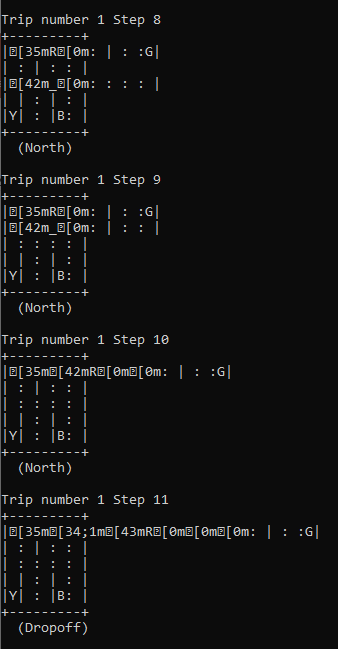 Trip number 1 Step 8
+---------+
|⍰[35mR⍰[0m: | : :G|
| : | : : |
|⍰[42m_⍰[0m: : : : |
| | : | : |
|Y| : |B: |
+---------+
  (North)

Trip number 1 Step 9
+---------+
|⍰[35mR⍰[0m: | : :G|
|⍰[42m_⍰[0m: | : : |
| : : : : |
| | : | : |
|Y| : |B: |
+---------+
  (North)

Trip number 1 Step 10
+---------+
|⍰[35m⍰[42mR⍰[0m⍰[0m: | : :G|
| : | : : |
| : : : : |
| | : | : |
|Y| : |B: |
+---------+
  (North)

Trip number 1 Step 11
+---------+
|⍰[35m⍰[34;1m⍰[43mR⍰[0m⍰[0m⍰[0m: | : :G|
| : | : : |
| : : : : |
| | : | : |
|Y| : |B: |
+---------+
  (Dropoff)